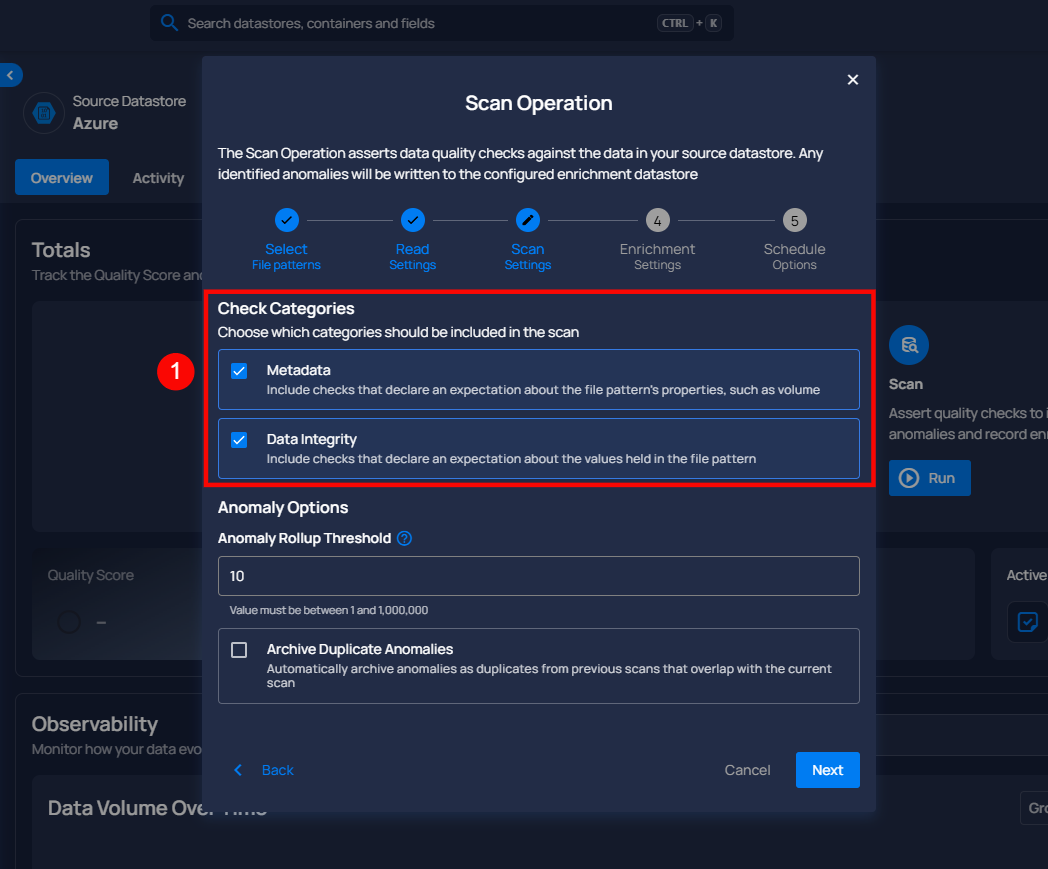 Search datastores, containers and fields
CTRL + K
Source Datastore
Azure
Overview
Activity
Totals
Track the Quality Score
Quality Score
–
Observability
Monitor how your data
Data Volume Over Time
Scan Operation
The Scan Operation asserts data quality checks against the data in your source datastore. Any
identified anomalies will be written to the configured enrichment datastore
Select
File patterns
Read
Settings
Scan
Settings
4
Enrichment
Settings
5
Schedule
Options
1
Check Categories
Choose which categories should be included in the scan
Metadata
Include checks that declare an expectation about the file pattern's properties, such as volume
Data Integrity
Include checks that declare an expectation about the values held in the file pattern
Anomaly Options
Anomaly Rollup Threshold ?
10
Value must be between 1 and 1,000,000
Archive Duplicate Anomalies
Automatically archive anomalies as duplicates from previous scans that overlap with the current
scan
Back
Cancel
Next
Scan
Assert quality checks to
anomalies and record
Run
Active